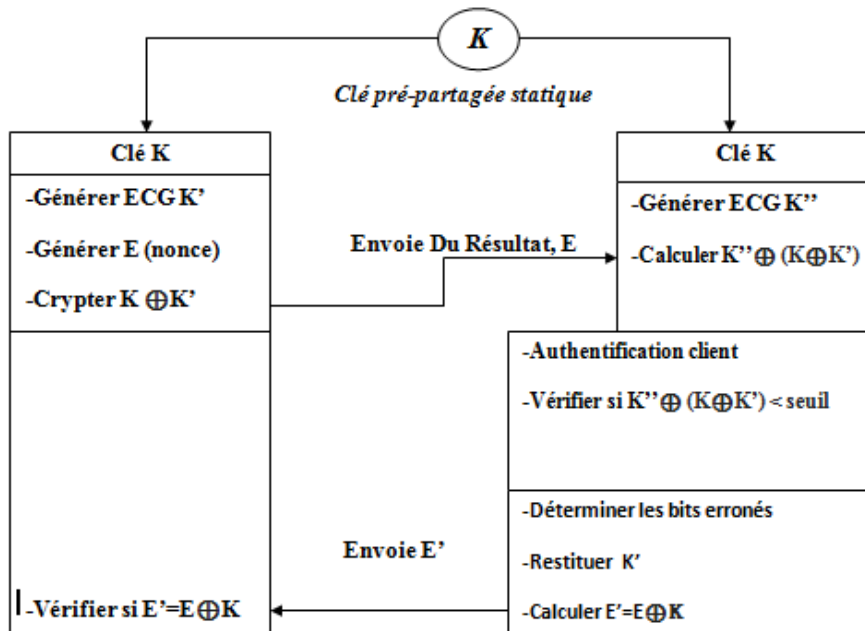 K
Clé pré-partagée statique
Clé K
-Générer ECG K’
-Générer E (nonce)
-Crypter K ⊕K’
Envoie Du Résultat, E
Clé K
-Générer ECG K’’
-Calculer K’’⊕ (K⊕K’)
-Authentification client
-Vérifier si K’’⊕ (K⊕K’) < seuil
-Déterminer les bits erronés
-Restituer K’
-Calculer E’=E⊕K
Envoie E’
-Vérifier si E’=E⊕K